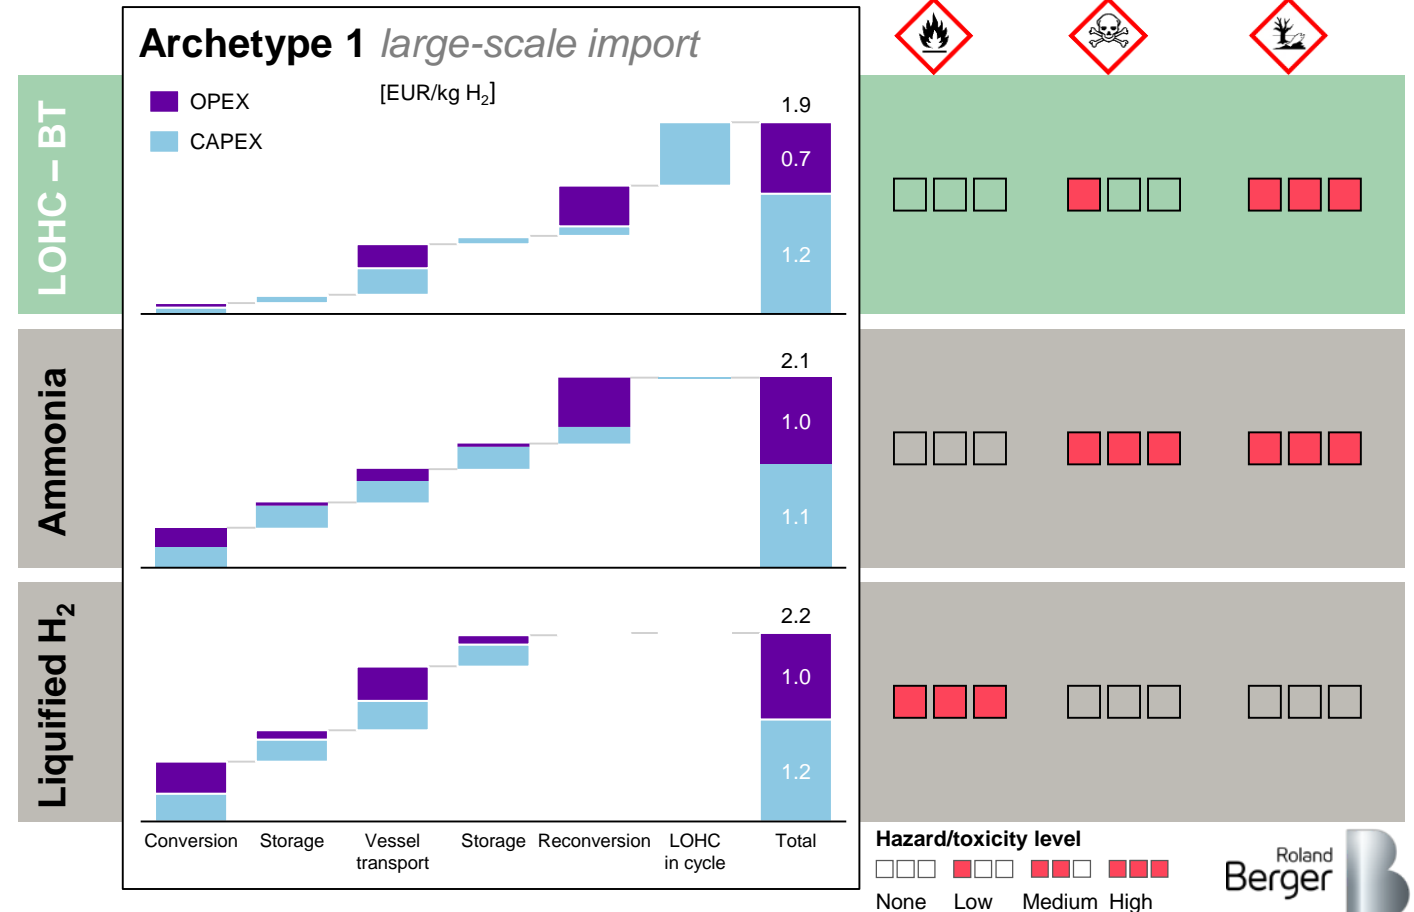 Archetype 1 large-scale import
[EUR/kg H₂]
OPEX
CAPEX
LOHC – BT
1.9
0.7
1.2
Ammonia
2.1
1.0
1.1
Liquified H₂
2.2
1.0
1.2
Conversion
Storage
Vessel
transport
Storage
Reconversion
LOHC
in cycle
Total
Hazard/toxicity level
None Low Medium High
Roland
Berger